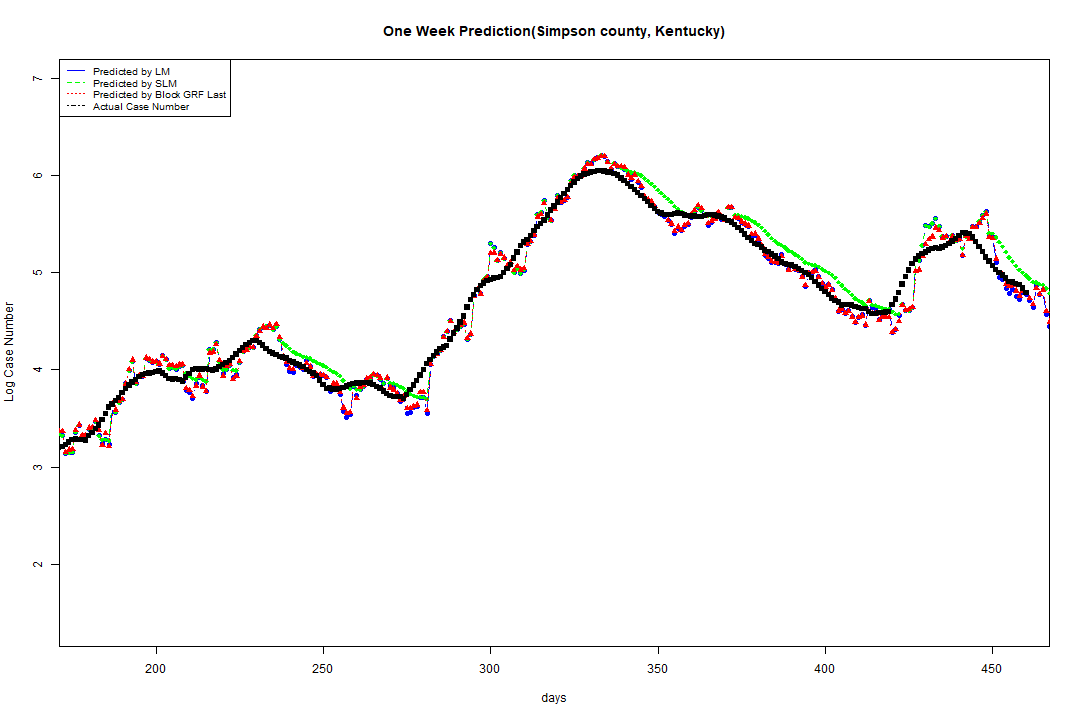 One Week Prediction(Simpson county, Kentucky)
Predicted by LM
Predicted by SLM
Predicted by Block GRF Last
Actual Case Number
7
6
5
4
3
2
Log Case Number
200 250 300 350 400 450
days